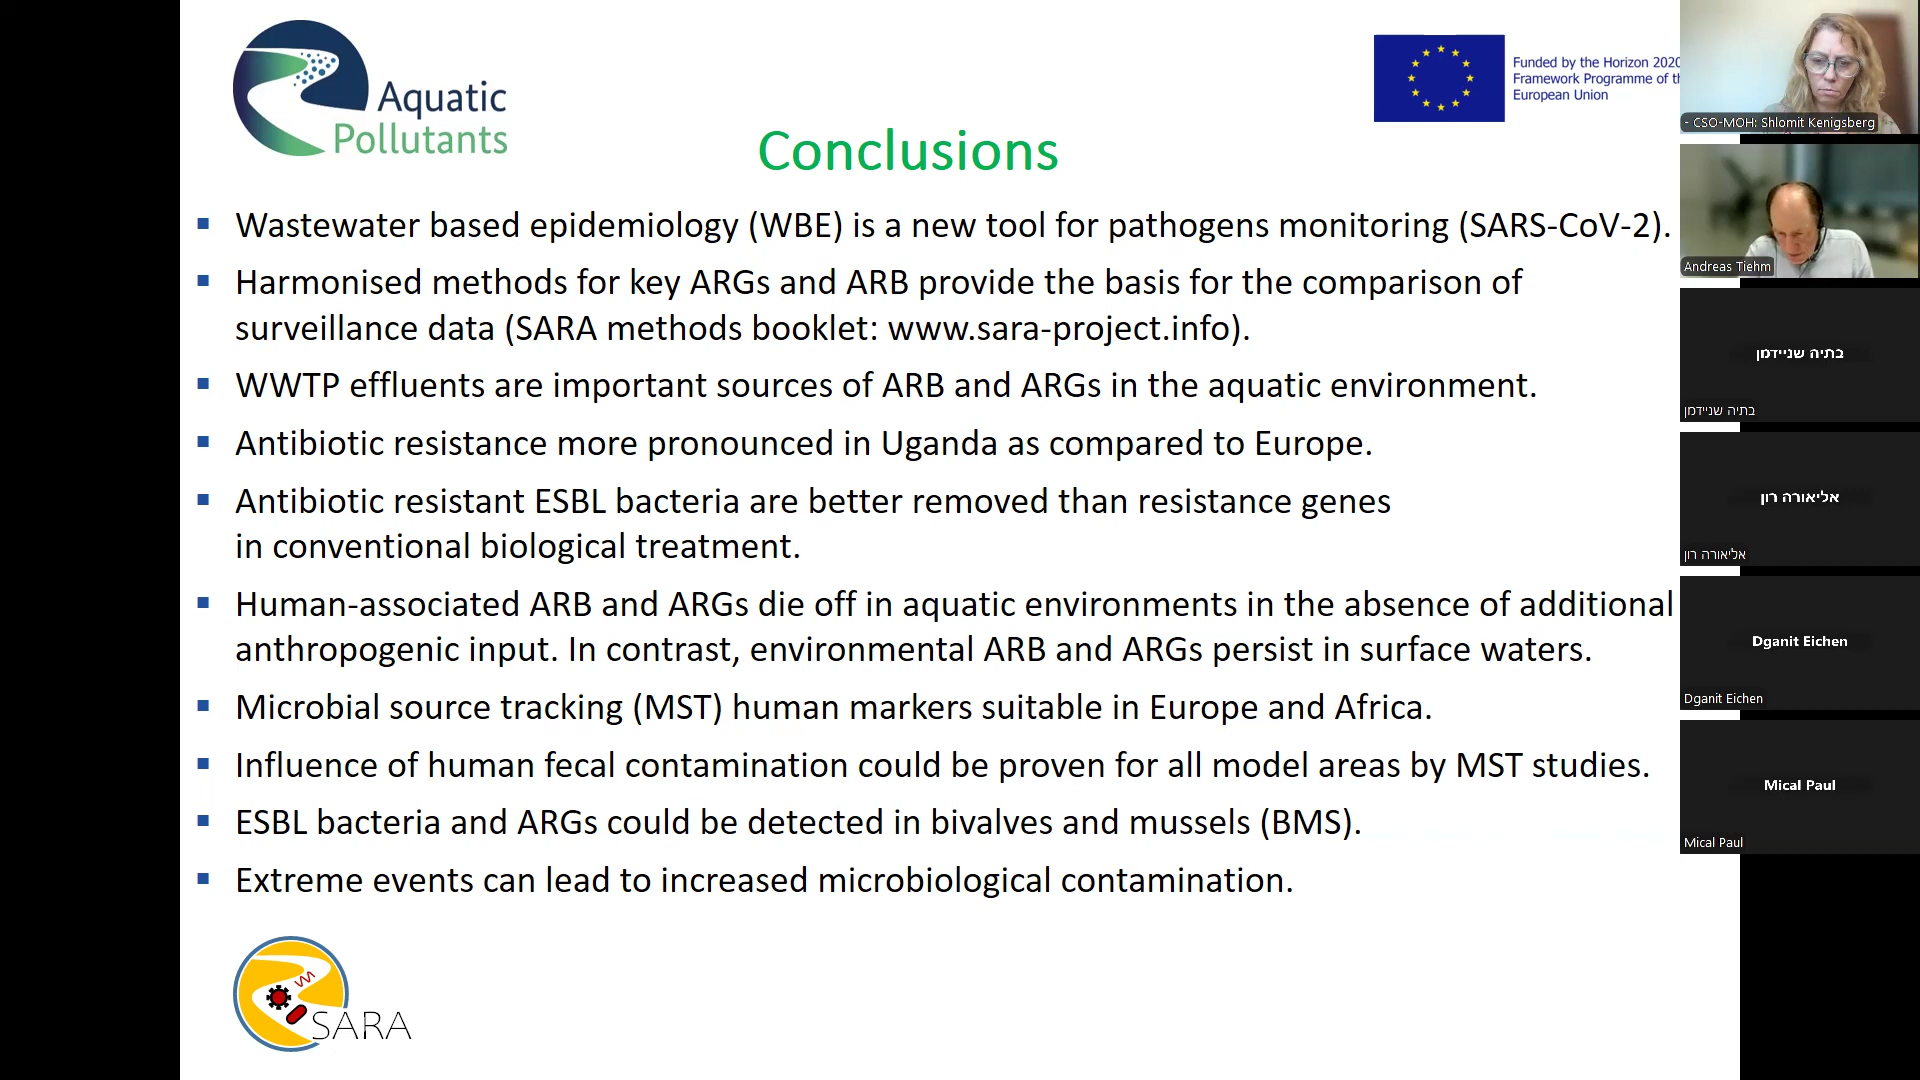 Aquatic
Pollutants
Funded by the Horizon 2020
Framework Programme of th
European Union
Conclusions
▪ Wastewater based epidemiology (WBE) is a new tool for pathogens monitoring (SARS-CoV-2).
▪ Harmonised methods for key ARGs and ARB provide the basis for the comparison of
surveillance data (SARA methods booklet: www.sara-project.info).
▪ WWTP effluents are important sources of ARB and ARGs in the aquatic environment.
▪ Antibiotic resistance more pronounced in Uganda as compared to Europe.
▪ Antibiotic resistant ESBL bacteria are better removed than resistance genes
in conventional biological treatment.
▪ Human-associated ARB and ARGs die off in aquatic environments in the absence of additional
anthropogenic input. In contrast, environmental ARB and ARGs persist in surface waters.
▪ Microbial source tracking (MST) human markers suitable in Europe and Africa.
▪ Influence of human fecal contamination could be proven for all model areas by MST studies.
▪ ESBL bacteria and ARGs could be detected in bivalves and mussels (BMS).
▪ Extreme events can lead to increased microbiological contamination.
SARA
- CSO-MOH: Shlomit Kenigsberg
Andreas Tiehm
בתיה שניידמן
בתיה שניידמן
אליאורה רון
אליאורה רון
Dganit Eichen
Dganit Eichen
Mical Paul
Mical Paul